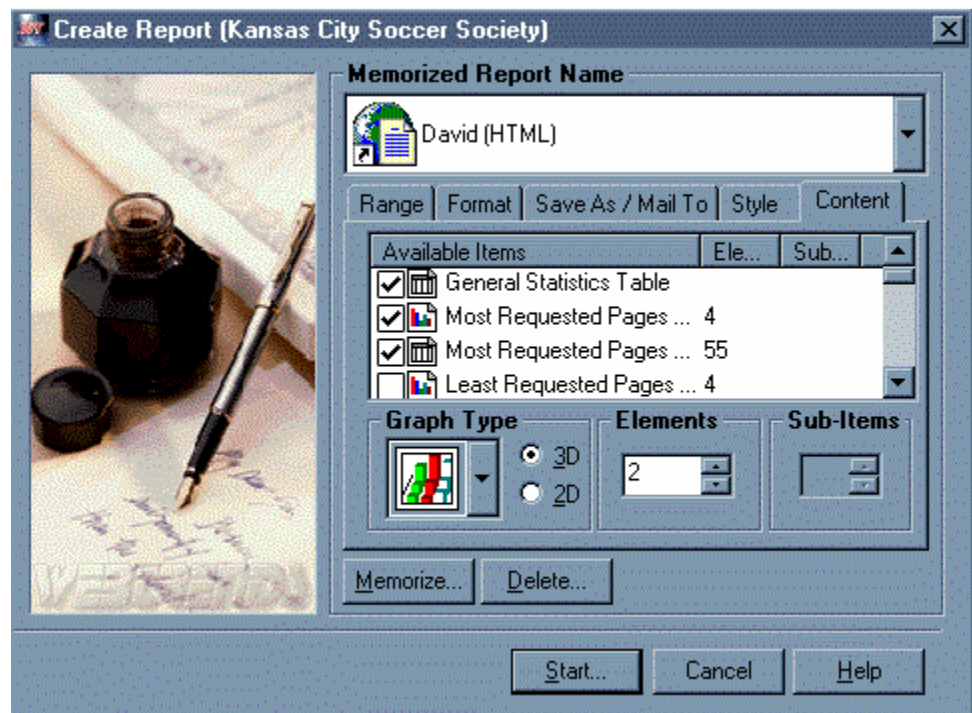 Create Report (Kansas City Soccer Society)
Memorized Report Name
David (HTML)
Range Format Save As / Mail To Style Content
Available Items Ele... Sub...
General Statistics Table
Most Requested Pages ... 4
Most Requested Pages ... 55
Least Requested Pages ... 4
Graph Type Elements Sub-Items
3D
2
2D
Memorize... Delete...
Start... Cancel Help